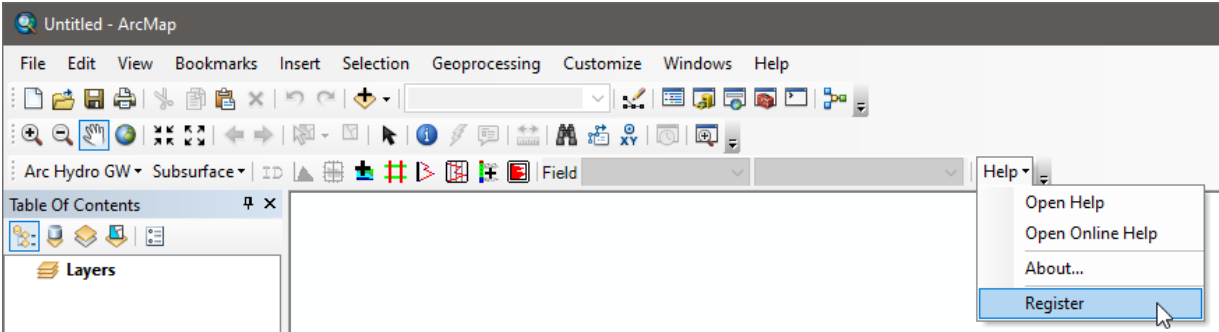 Untitled - ArcMap
File Edit View Bookmarks Insert Selection Geoprocessing Customize Windows Help
XY
Arc Hydro GW Subsurface ID Field Help
Table Of Contents
Open Help
Open Online Help
Layers
About...
Register